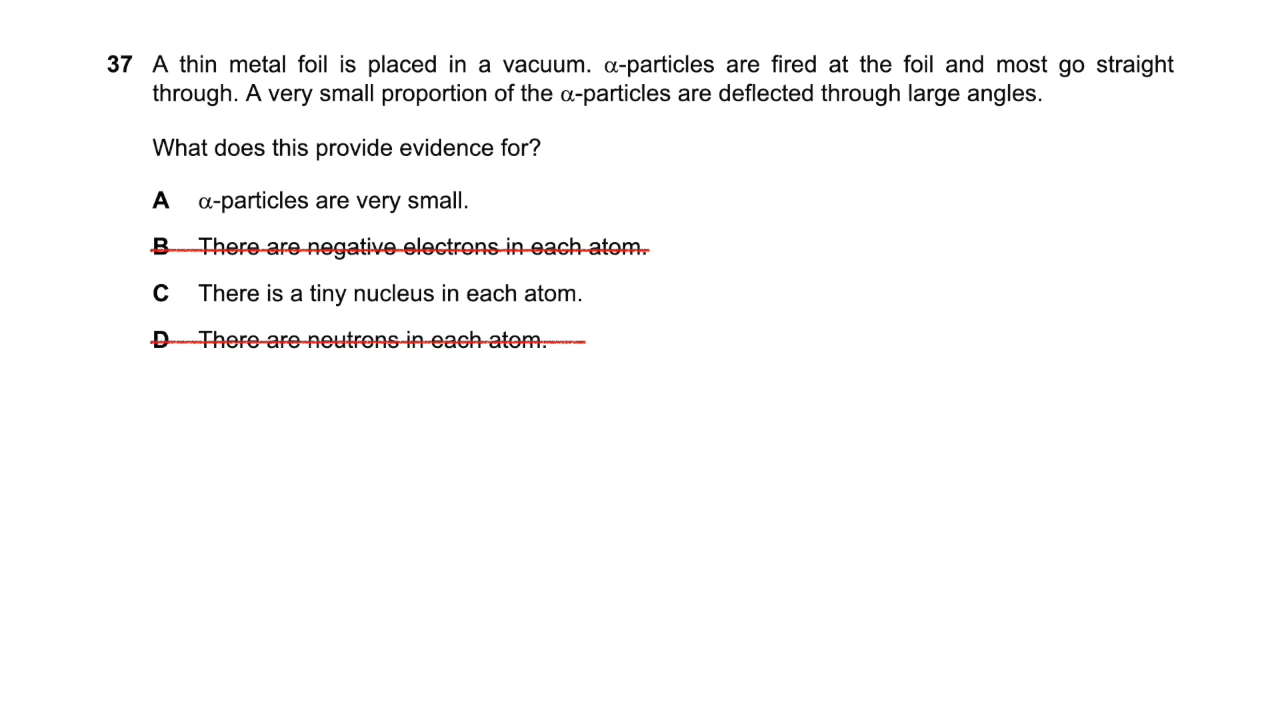 37 A thin metal foil is placed in a vacuum. α-particles are fired at the foil and most go straight
through. A very small proportion of the α-particles are deflected through large angles.
What does this provide evidence for?
A α-particles are very small.
B There are negative electrons in each atom.
C There is a tiny nucleus in each atom.
D There are neutrons in each atom.